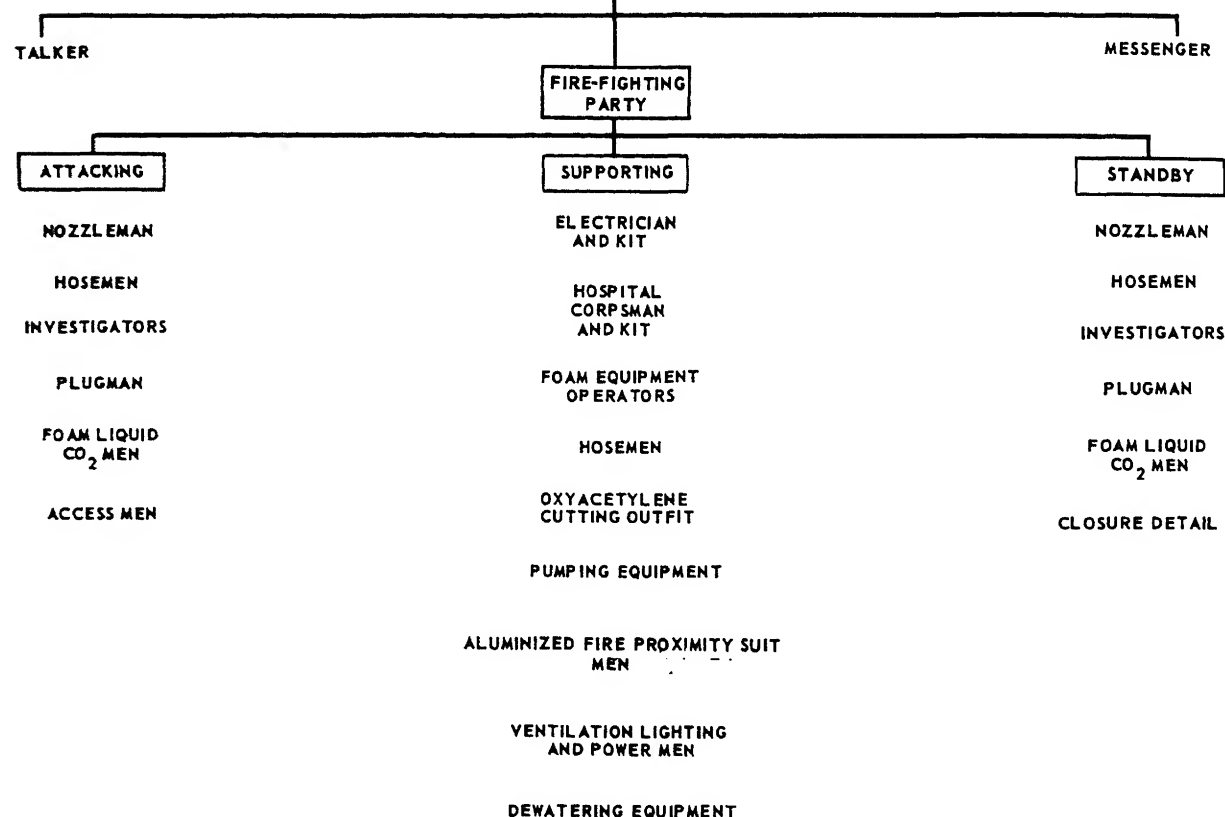 TALKER
MESSENGER
FIRE-FIGHTING
PARTY
ATTACKING
NOZZLEMAN
HOSEMEN
INVESTIGATORS
PLUGMAN
FOAM LIQUID
CO2 MEN
ACCESS MEN
SUPPORTING
ELECTRICIAN
AND KIT
HOSPITAL
CORPSMAN
AND KIT
FOAM EQUIPMENT
OPERATORS
HOSEMEN
OXYACETYLENE
CUTTING OUTFIT
PUMPING EQUIPMENT
ALUMINIZED FIRE PROXIMITY SUIT
MEN
VENTILATION LIGHTING
AND POWER MEN
DEWATERING EQUIPMENT
STANDBY
NOZZLEMAN
HOSEMEN
INVESTIGATORS
PLUGMAN
FOAM LIQUID
CO2 MEN
CLOSURE DETAIL